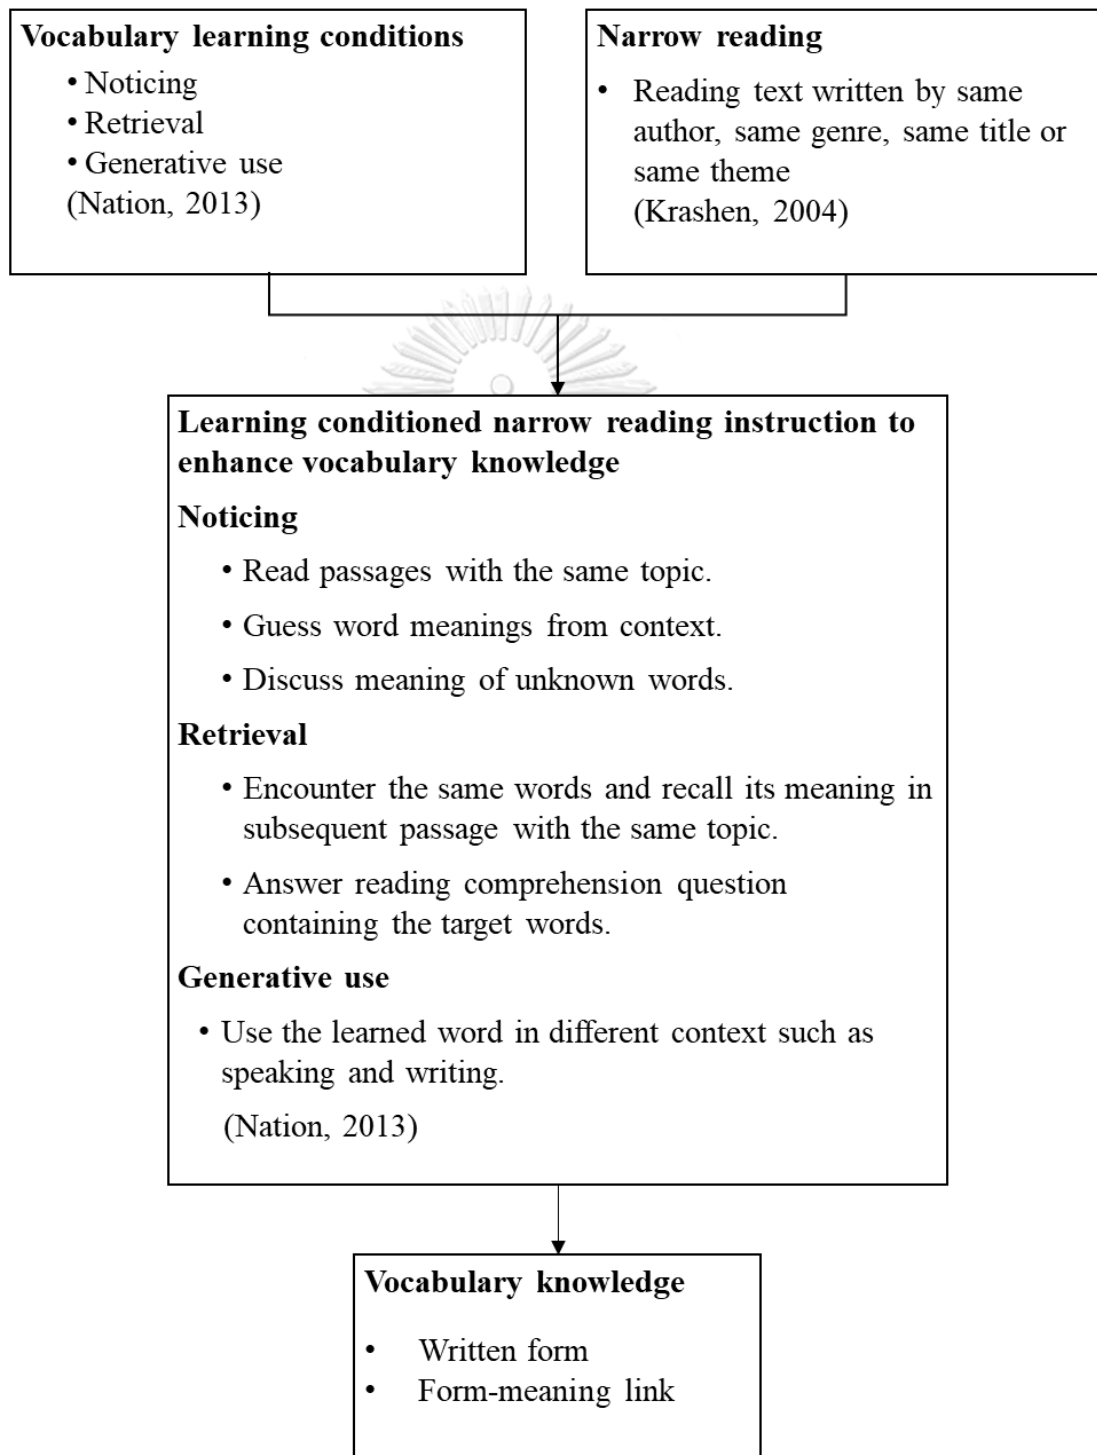 Vocabulary learning conditions
• Noticing
• Retrieval
• Generative use
(Nation, 2013)
Narrow reading
• Reading text written by same
author, same genre, same title or
same theme
(Krashen, 2004)
Learning conditioned narrow reading instruction to
enhance vocabulary knowledge
Noticing
• Read passages with the same topic.
• Guess word meanings from context.
• Discuss meaning of unknown words.
Retrieval
• Encounter the same words and recall its meaning in
subsequent passage with the same topic.
• Answer reading comprehension question
containing the target words.
Generative use
• Use the learned word in different context such as
speaking and writing.
(Nation, 2013)
Vocabulary knowledge
• Written form
• Form-meaning link